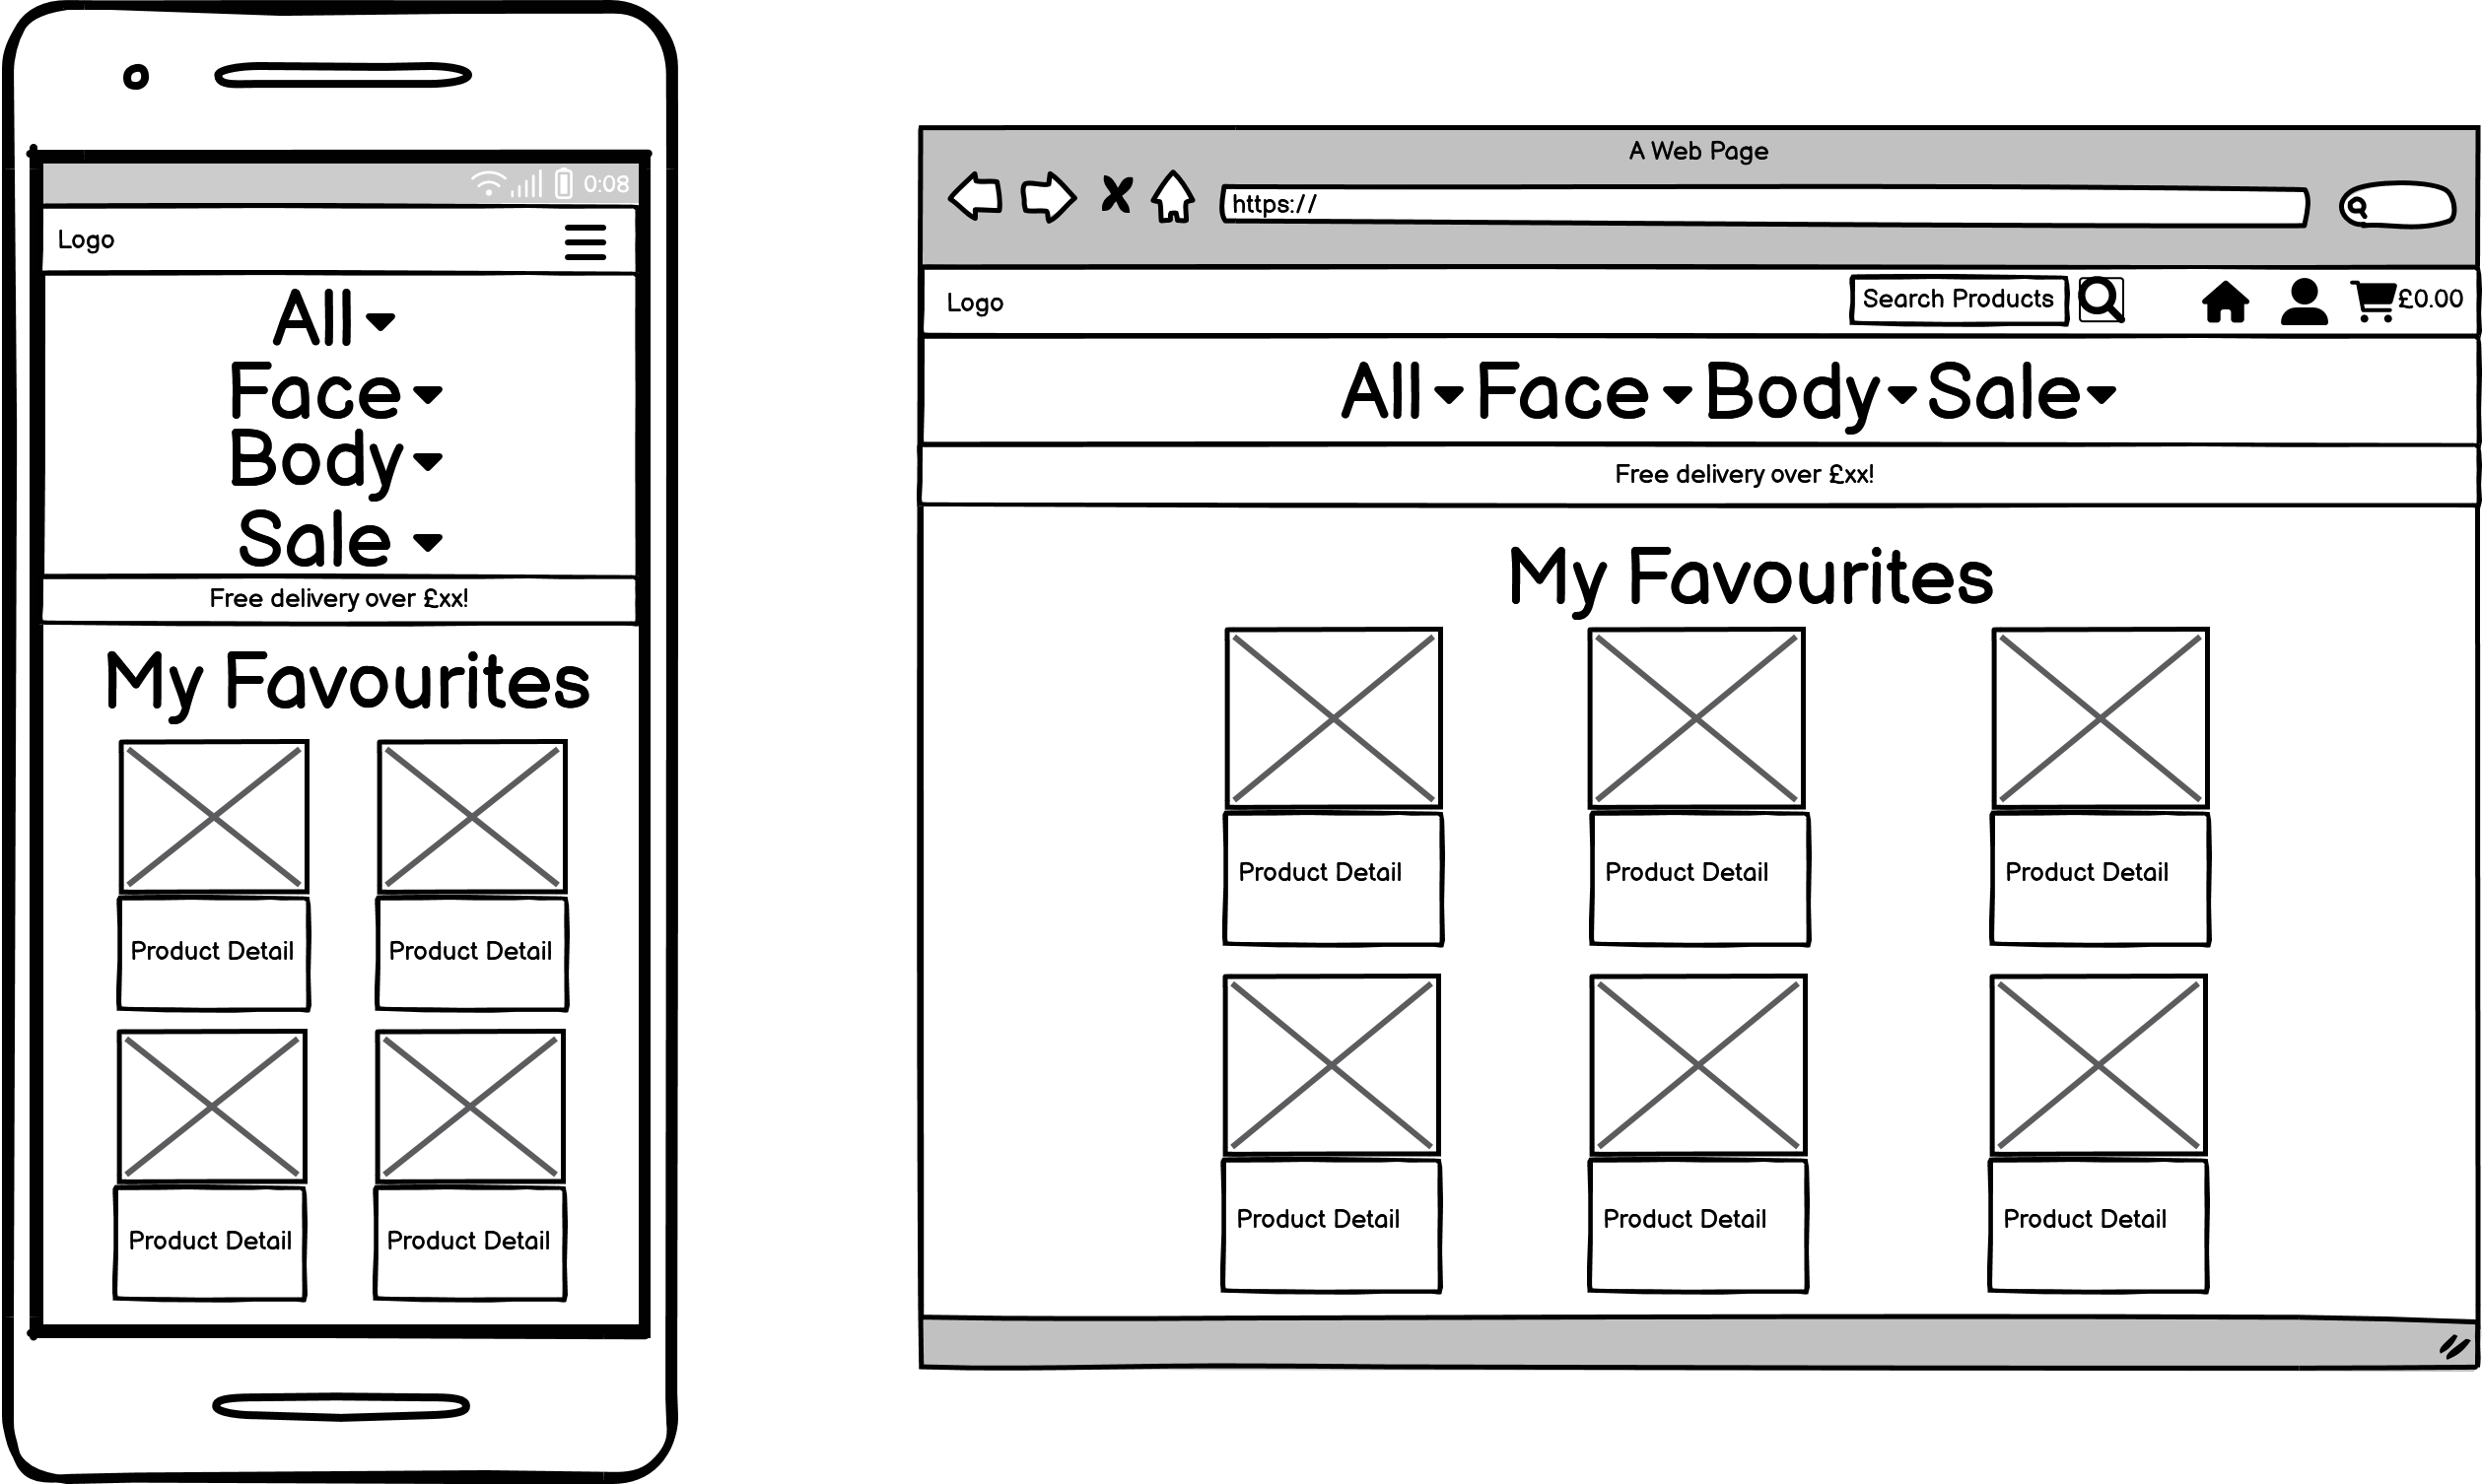 0:08
Logo
All
Face
Body
Sale
Free delivery over £xx!
My Favourites
Product Detail Product Detail
Product Detail Product Detail
A Web Page
https://
Logo Search Products £0.00
All Face Body Sale
Free delivery over £xx!
My Favourites
Product Detail Product Detail Product Detail
Product Detail Product Detail Product Detail